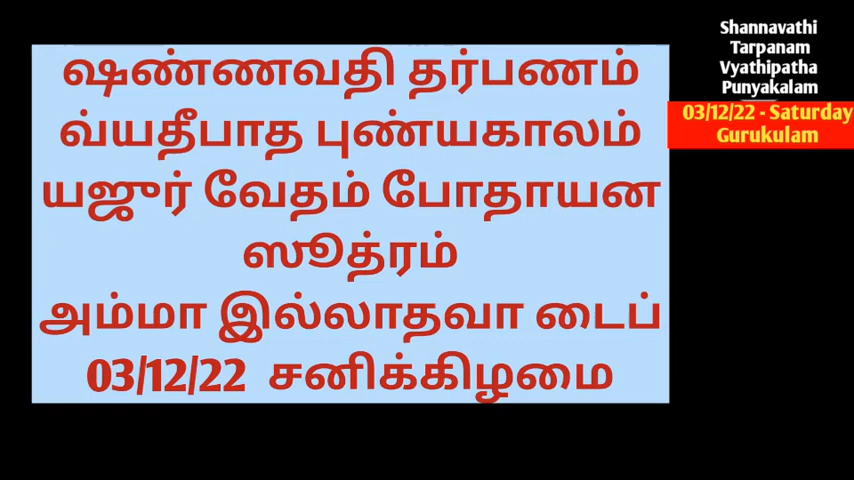 ஷண்ணவதி தர்பணம்
வ்யதீபாத புண்யகாலம்
யஜுர் வேதம் போதாயன
ஸூத்ரம்
அம்மா இல்லாதவா டைப்
03/12/22 சனிக்கிழமை
Shannavathi
Tarpanam
Vyathipatha
Punyakalam
03/12/22 - Saturday
Gurukulam